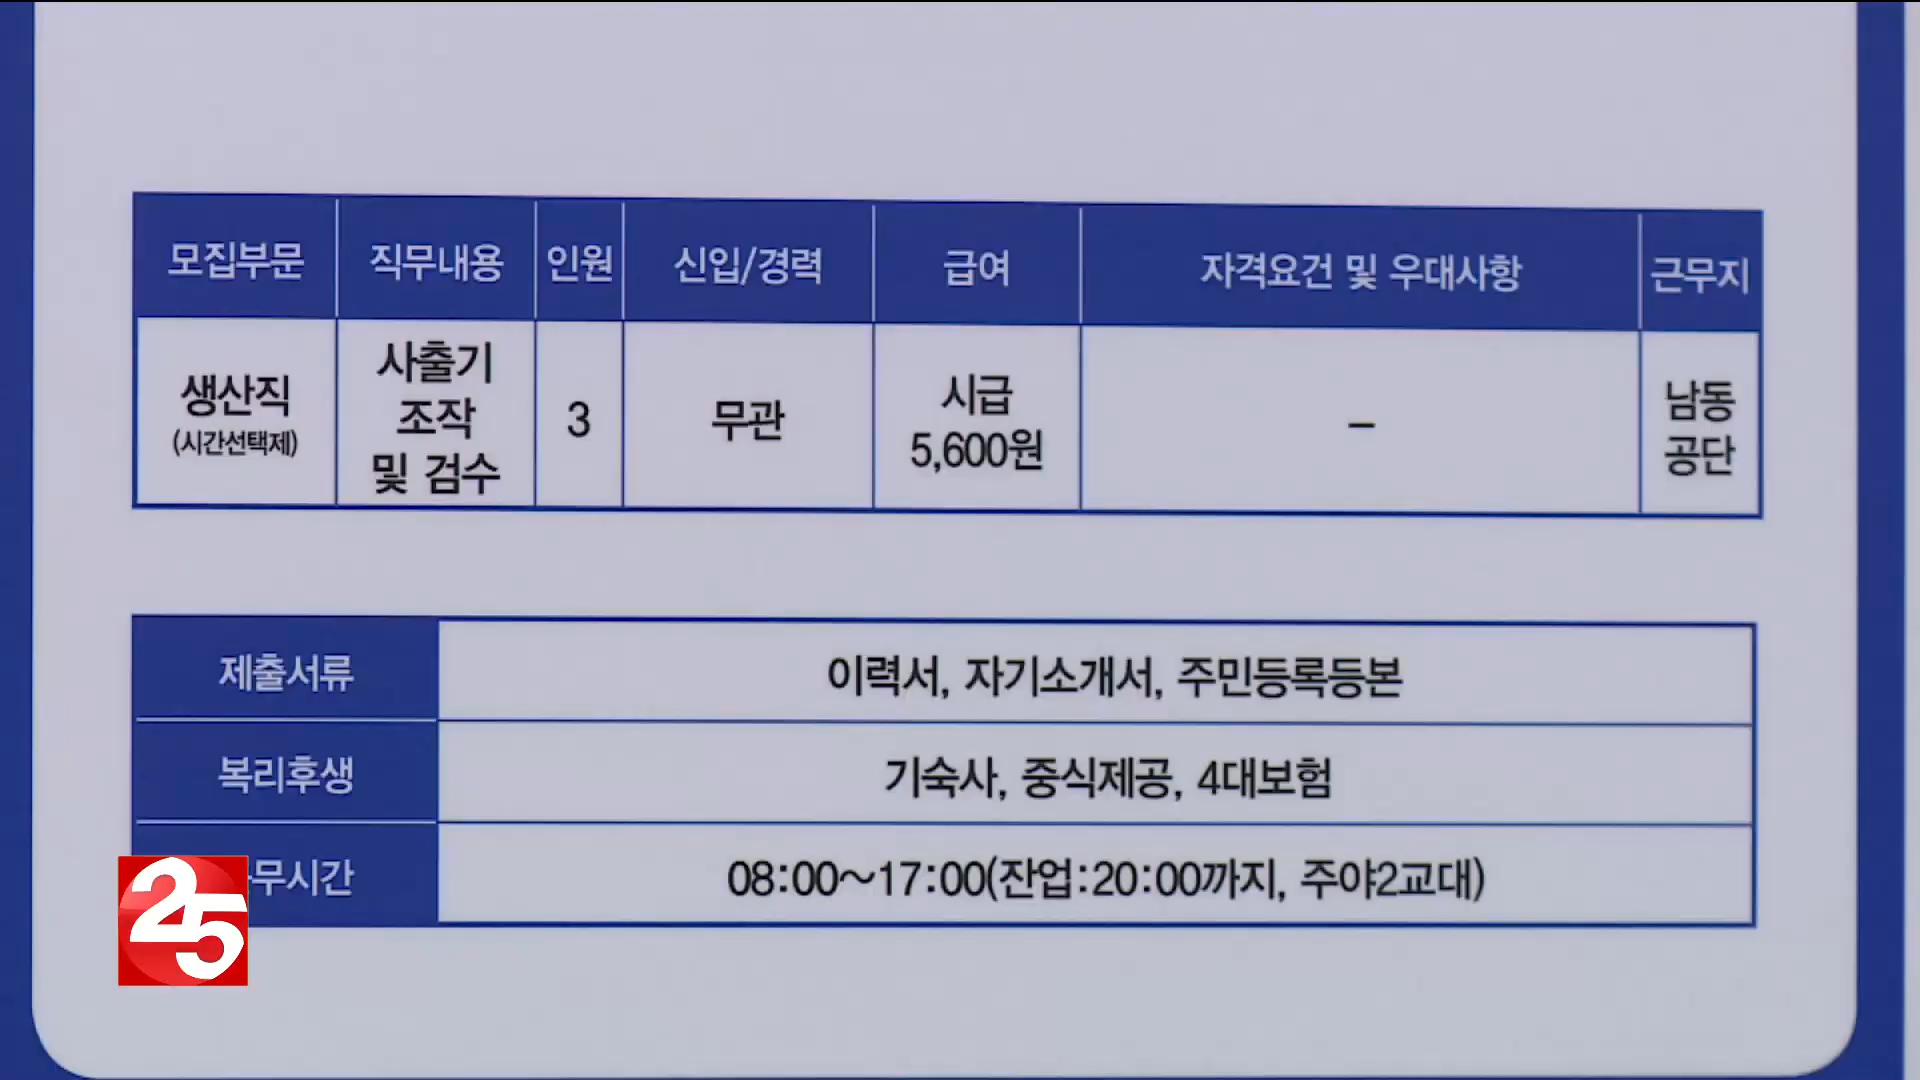 모집부문 직무내용 인원 신입/경력 급여 자격요건 및 우대사항 근무지
생산직
(시간선택제)
사출기
조작
및 검수
3
무관
시급
5,600원
–
남동
공단
제출서류 이력서, 자기소개서, 주민등록등본
복리후생 기숙사, 중식제공, 4대보험
무시간 08:00~17:00(잔업:20:00까지, 주야2교대)
25